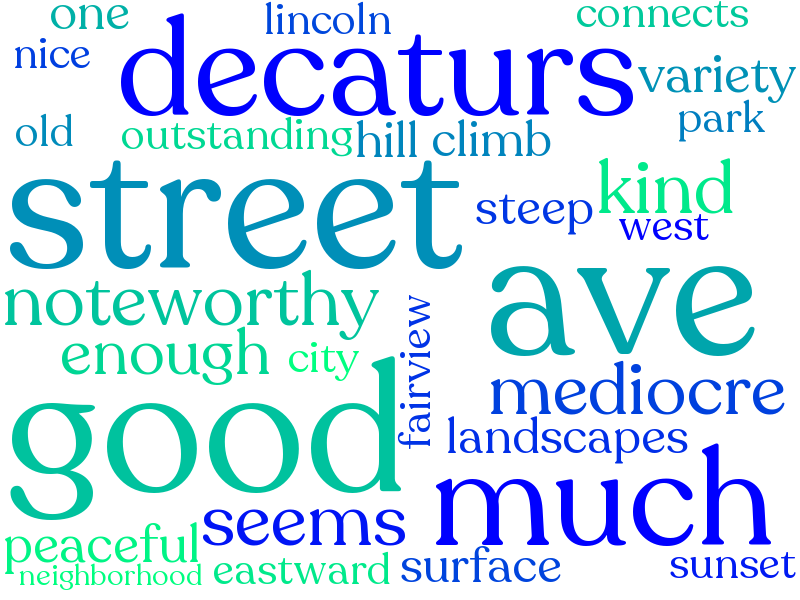 one
lincoln
connects
nice
decaturs
variety
park
old
outstanding
hill climb
street
steep
kind
west
noteworthy
ave
enough
city
fairview
mediocre
good
landscapes
much
seems
peaceful
neighborhood
eastward
surface
sunset